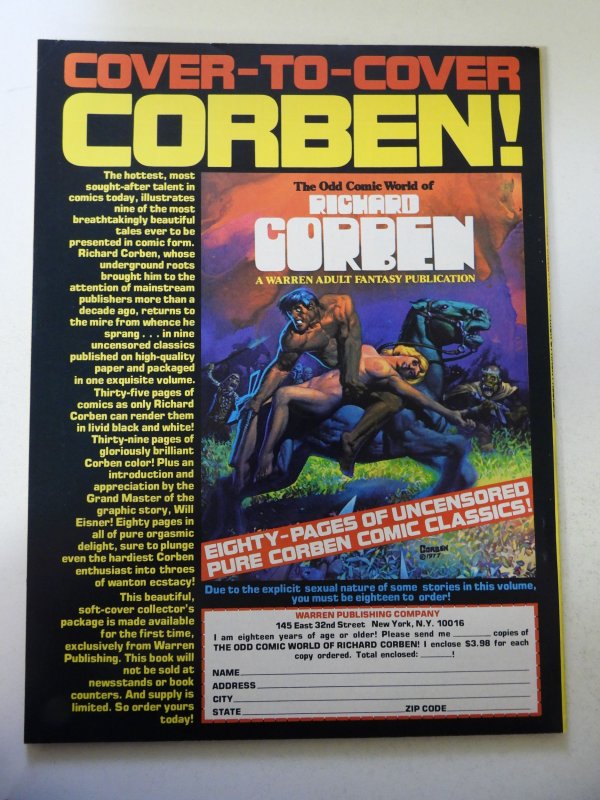 COVER-TO-COVER
CORBEN!
The hottest, most
sought-after talent in
comics today, illustrates
nine of the most
breathtakingly beautiful
tales ever to be
presented in comic form.
Richard Corben, whose
underground roots
brought him to the
attention of mainstream
publishers more than a
decade ago, returns to
the mire from whence he
sprang . . . in nine
uncensored classics
published on high-quality
paper and packaged
in one exquisite volume.
Thirty-five pages of
comics as only Richard
Corben can render them
in livid black and white!
Thirty-nine pages of
gloriously brilliant
Corben color! Plus an
introduction and
appreciation by the
Grand Master of the
graphic story, Will
Eisner! Eighty pages in
all of pure orgasmic
delight, sure to plunge
even the hardiest Corben
enthusiast into throes
of wanton ecstacy!
This beautiful,
soft-cover collector's
package is made available
for the first time,
exclusively from Warren
Publishing. This book will
not be sold at
newsstands or book
counters. And supply is
limited. So order yours
today!
The Odd Comic World of
RICHARD
CORBEN
A WARREN ADULT FANTASY PUBLICATION
EIGHTY-PAGES OF UNCENSORED
PURE CORBEN COMIC CLASSICS!
CORBEN
©1977
Due to the explicit sexual nature of some stories in this volume,
you must be eighteen to order!
WARREN PUBLISHING COMPANY
145 East 32nd Street New York, N.Y. 10016
I am eighteen years of age or older! Please send me ______ copies of
THE ODD COMIC WORLD OF RICHARD CORBEN! I enclose $3.98 for each
copy ordered. Total enclosed: ______!
NAME
ADDRESS
CITY
STATE ZIP CODE